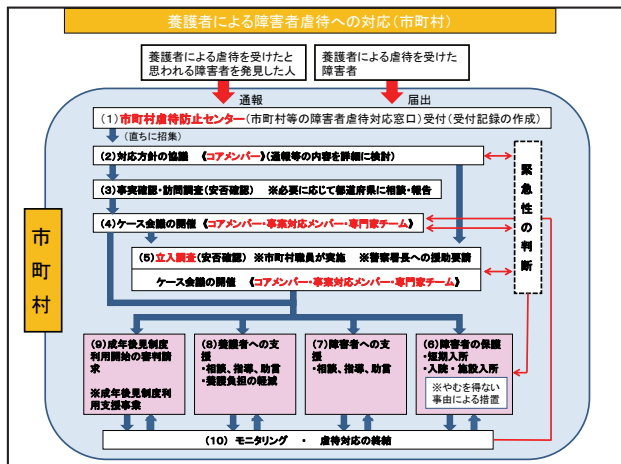 養護者による障害者虐待への対応(市町村)
養護者による虐待を受けたと
思われる障害者を発見した人
養護者による虐待を受けた
障害者
通報
届出
(1)市町村虐待防止センター(市町村等の障害者虐待対応窓口)受付(受付記録の作成)
(直ちに招集)
(2)対応方針の協議 《コアメンバー》(通報等の内容を詳細に検討)
(3)事実確認・訪問調査(安否確認) ※必要に応じて都道府県に相談・報告
(4)ケース会議の開催 《コアメンバー・事案対応メンバー・専門家チーム》
(5)立入調査(安否確認) ※市町村職員が実施 ※警察署長への援助要請
ケース会議の開催 《コアメンバー・事案対応メンバー・専門家チーム》
緊急性の判断
市町村
(9)成年後見制度
利用開始の審判請
求
※成年後見制度利
用支援事業
(8)養護者への支
援
・相談、指導、助言
・養護負担の軽減
(7)障害者への支
援
・相談、指導、助言
(6)障害者の保護
・短期入所
・入院・施設入所
※やむを得ない
事由による措置
(10) モニタリング ・ 虐待対応の終結